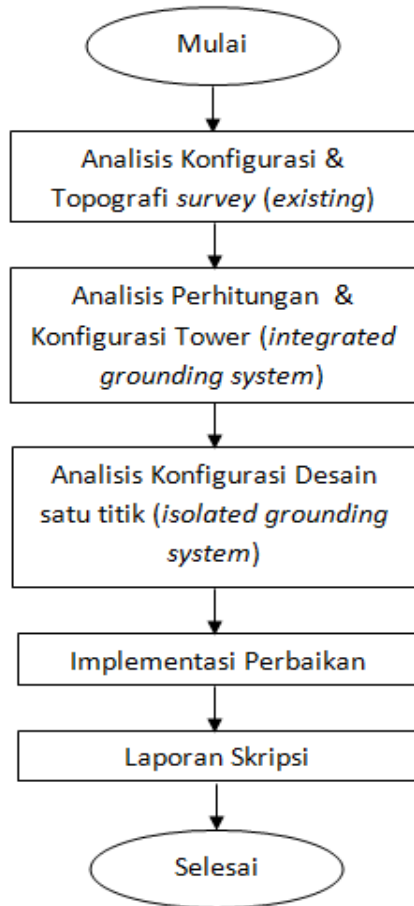 Mulai
Analisis Konfigurasi &
Topografi survey (existing)
Analisis Perhitungan &
Konfigurasi Tower (integrated
grounding system)
Analisis Konfigurasi Desain
satu titik (isolated grounding
system)
Implementasi Perbaikan
Laporan Skripsi
Selesai